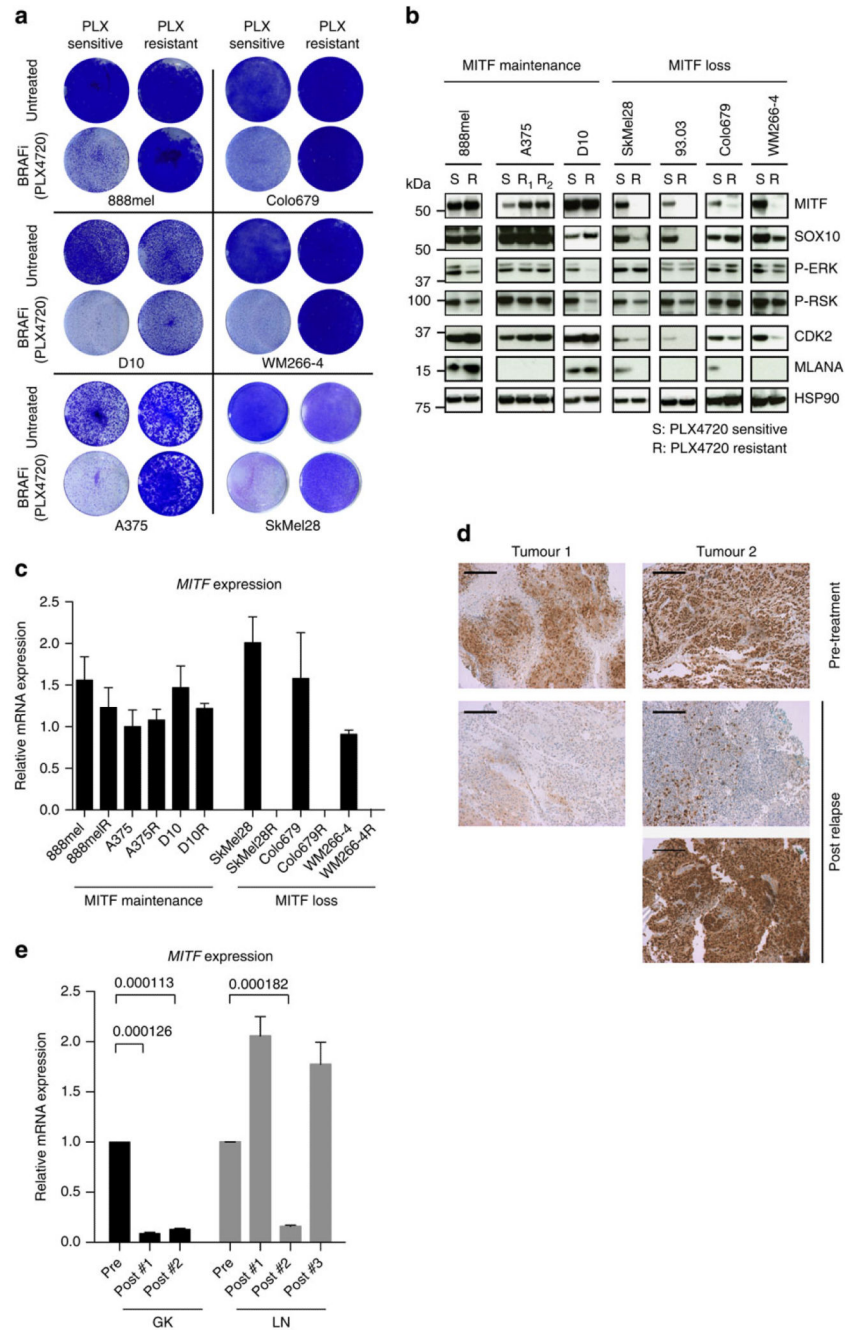 a
PLX sensitive
PLX resistant
PLX sensitive
PLX resistant
Untreated
BRAFi (PLX4720)
888mel
Colo679
Untreated
BRAFi (PLX4720)
D10
WM266-4
Untreated
BRAFi (PLX4720)
A375
SkMel28
b
MITF maintenance
MITF loss
888mel
A375
D10
SkMel28
93.03
Colo679
WM266-4
kDa
S R
S R1 R2
S R
S R
S R
S R
S R
50
MITF
50
SOX10
37
P-ERK
100
P-RSK
37
CDK2
15
MLANA
75
HSP90
S: PLX4720 sensitive
R: PLX4720 resistant
c
MITF expression
Relative mRNA expression
2.5
2.0
1.5
1.0
0.5
0.0
888mel
888melR
A375
A375R
D10
D10R
SkMel28
SkMel28R
Colo679
Colo679R
WM266-4
WM266-4R
MITF maintenance
MITF loss
d
Tumour 1
Tumour 2
Pre-treatment
Post relapse
e
MITF expression
Relative mRNA expression
0.000113
0.000126
0.000182
2.5
2.0
1.5
1.0
0.5
0.0
Pre
Post #1
Post #2
Pre
Post #1
Post #2
Post #3
GK
LN